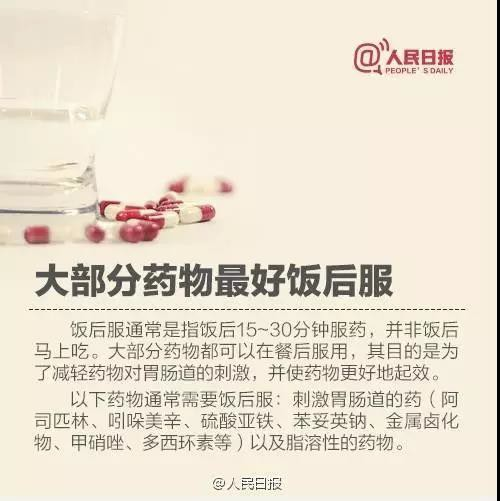 @人民日报
PEOPLE'S DAILY
大部分药物最好饭后服
饭后服通常是指饭后15~30分钟服药，并非饭后
马上吃。大部分药物都可以在餐后服用，其目的是为
了减轻药物对胃肠道的刺激，并使药物更好地起效。
以下药物通常需要饭后服：刺激胃肠道的药（阿
司匹林、吲哚美辛、硫酸亚铁、苯妥英钠、金属卤化
物、甲硝唑、多西环素等）以及脂溶性的药物。
@人民日报